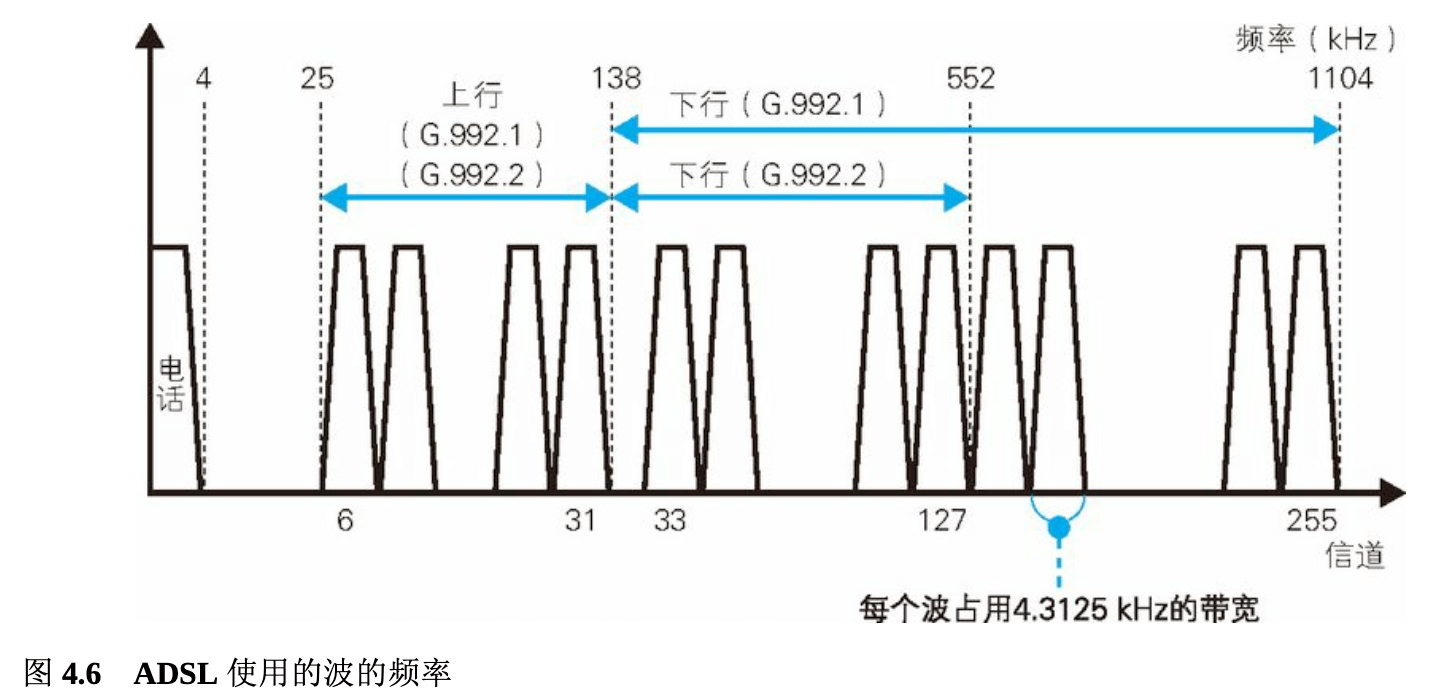 频率（kHz）
4
25
138
552
1104
上行
（G.992.1）
（G.992.2）
下行（G.992.1）
下行（G.992.2）
电
话
6
31
33
127
255
信道
每个波占用4.3125 kHz的带宽
图 4.6 ADSL 使用的波的频率